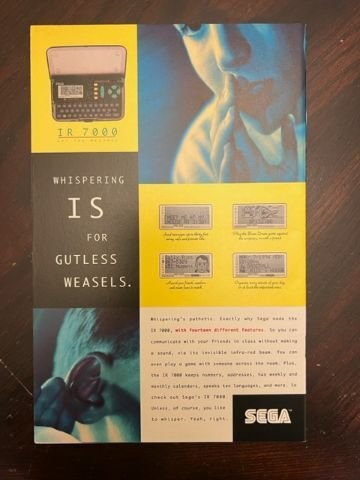 IR 7000
WHISPERING
IS
FOR
GUTLESS
WEASELS.
Whispering's pathetic. Exactly why Sega made the
IR 7000, with fourteen different features. So you can
communicate with your friends in class without making
a sound, via its invisible infra-red beam. You can
even play a game with someone across the room. Plus,
the IR 7000 keeps numbers, addresses, has weekly and
monthly calendars, speaks ten languages, and more. So
check out Sega's IR 7000.
Unless, of course, you like
to whisper. Yeah, right.
SEGA